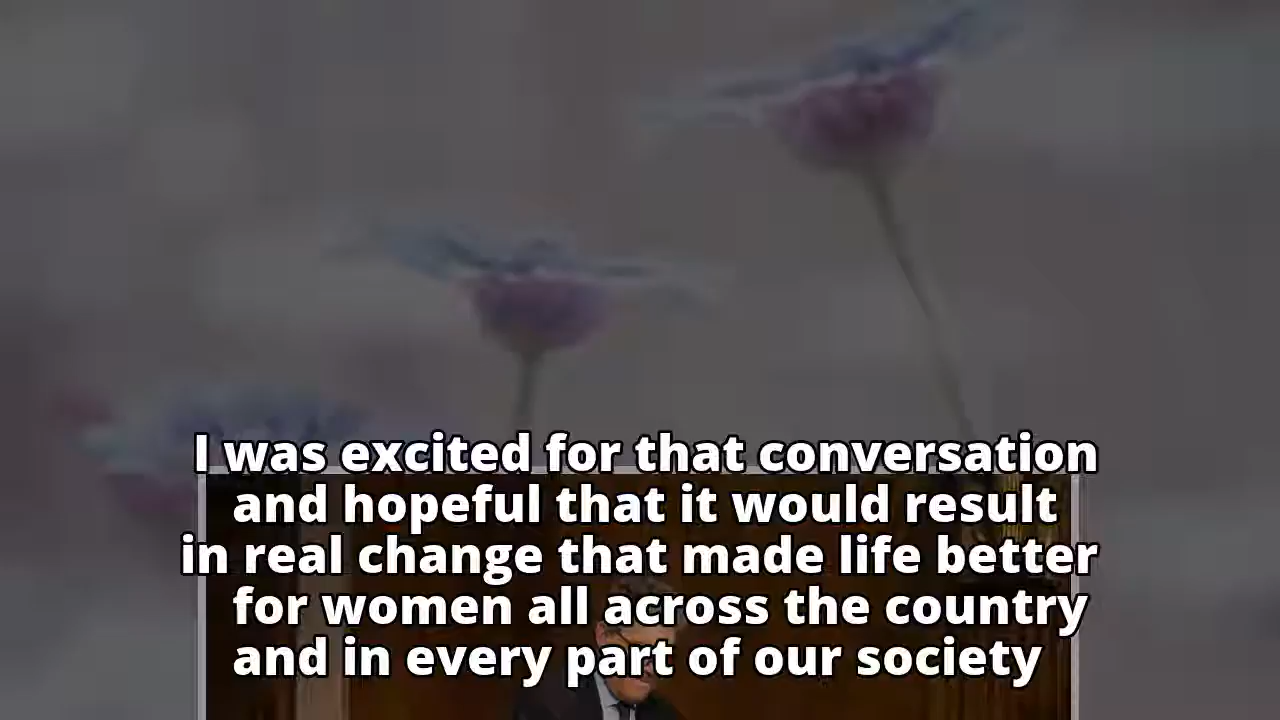 I was excited for that conversation
and hopeful that it would result
in real change that made life better
for women all across the country
and in every part of our society